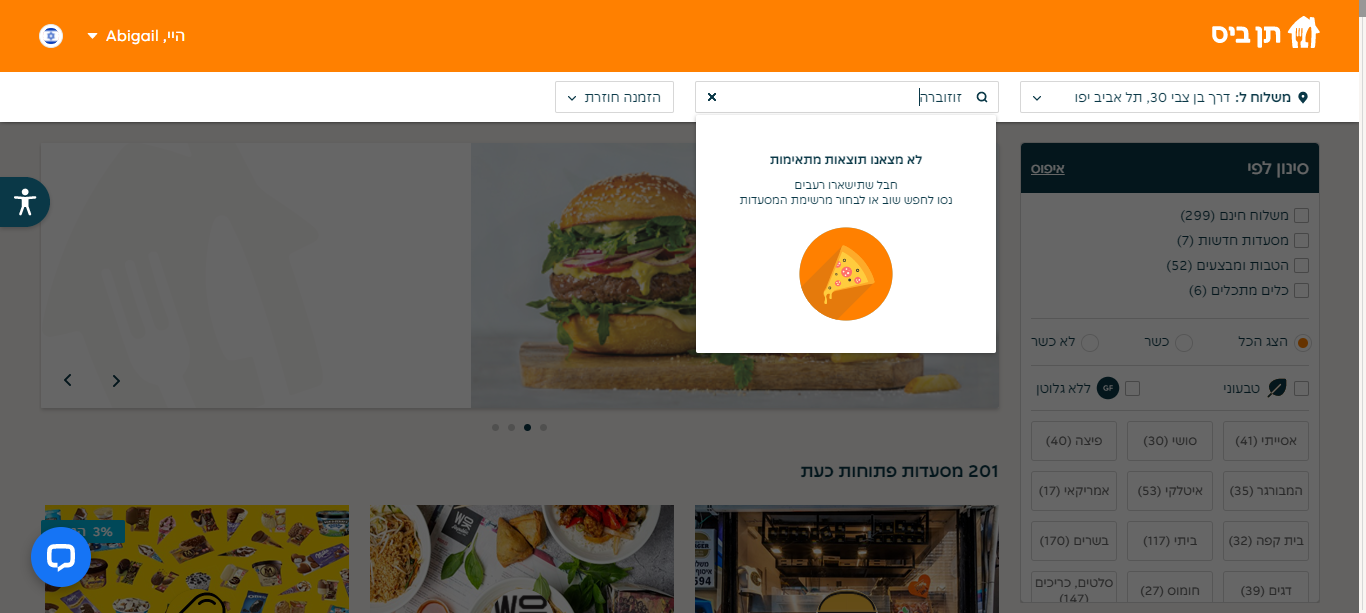 תן ביס
היי, Abigail
משלוח ל: דרך בן צבי 30, תל אביב יפו
זוזוברה
הזמנה חוזרת
לא מצאנו תוצאות מתאימות
חבל שתישארו רעבים
נסו לחפש שוב או לבחור מרשימת המסעדות
סינון לפי
איפוס
משלוח חינם (299)
מסעדות חדשות (7)
הטבות ומבצעים (52)
כלים מתכלים (6)
הצג הכל
כשר
לא כשר
טבעוני
GF
ללא גלוטן
אסייתי (41)
סושי (30)
פיצה (40)
המבורגר (35)
איטלקי (53)
אמריקאי (17)
בית קפה (32)
ביתי (117)
בשרים (170)
דגים (39)
חומוס (27)
סלטים, כריכים
(147)
201 מסעדות פתוחות כעת
3%
WOK
WOK
594